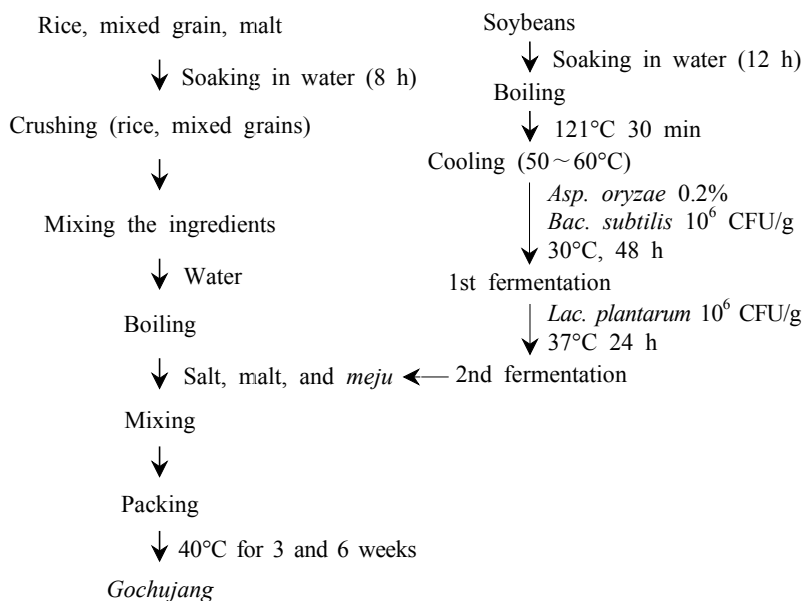 Rice, mixed grain, malt
Soaking in water (8 h)
Crushing (rice, mixed grains)
Mixing the ingredients
Water
Boiling
Salt, malt, and meju
Mixing
Packing
40°C for 3 and 6 weeks
Gochujang
Soybeans
Soaking in water (12 h)
Boiling
121°C 30 min
Cooling (50～60°C)
Asp. oryzae 0.2%
Bac. subtilis 10⁶ CFU/g
30°C, 48 h
1st fermentation
Lac. plantarum 10⁶ CFU/g
37°C 24 h
2nd fermentation